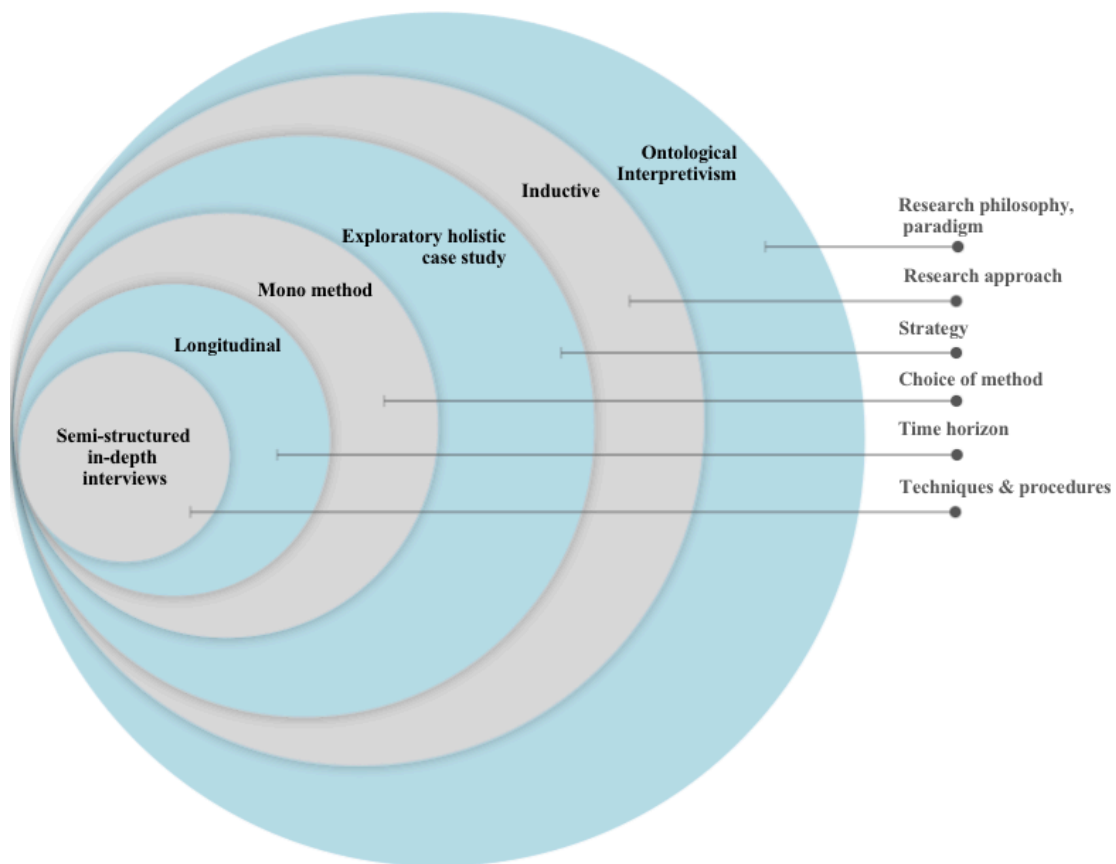 Ontological
Interpretivism
Inductive
Exploratory holistic
case study
Mono method
Longitudinal
Semi-structured
in-depth
interviews
Research philosophy,
paradigm
Research approach
Strategy
Choice of method
Time horizon
Techniques & procedures